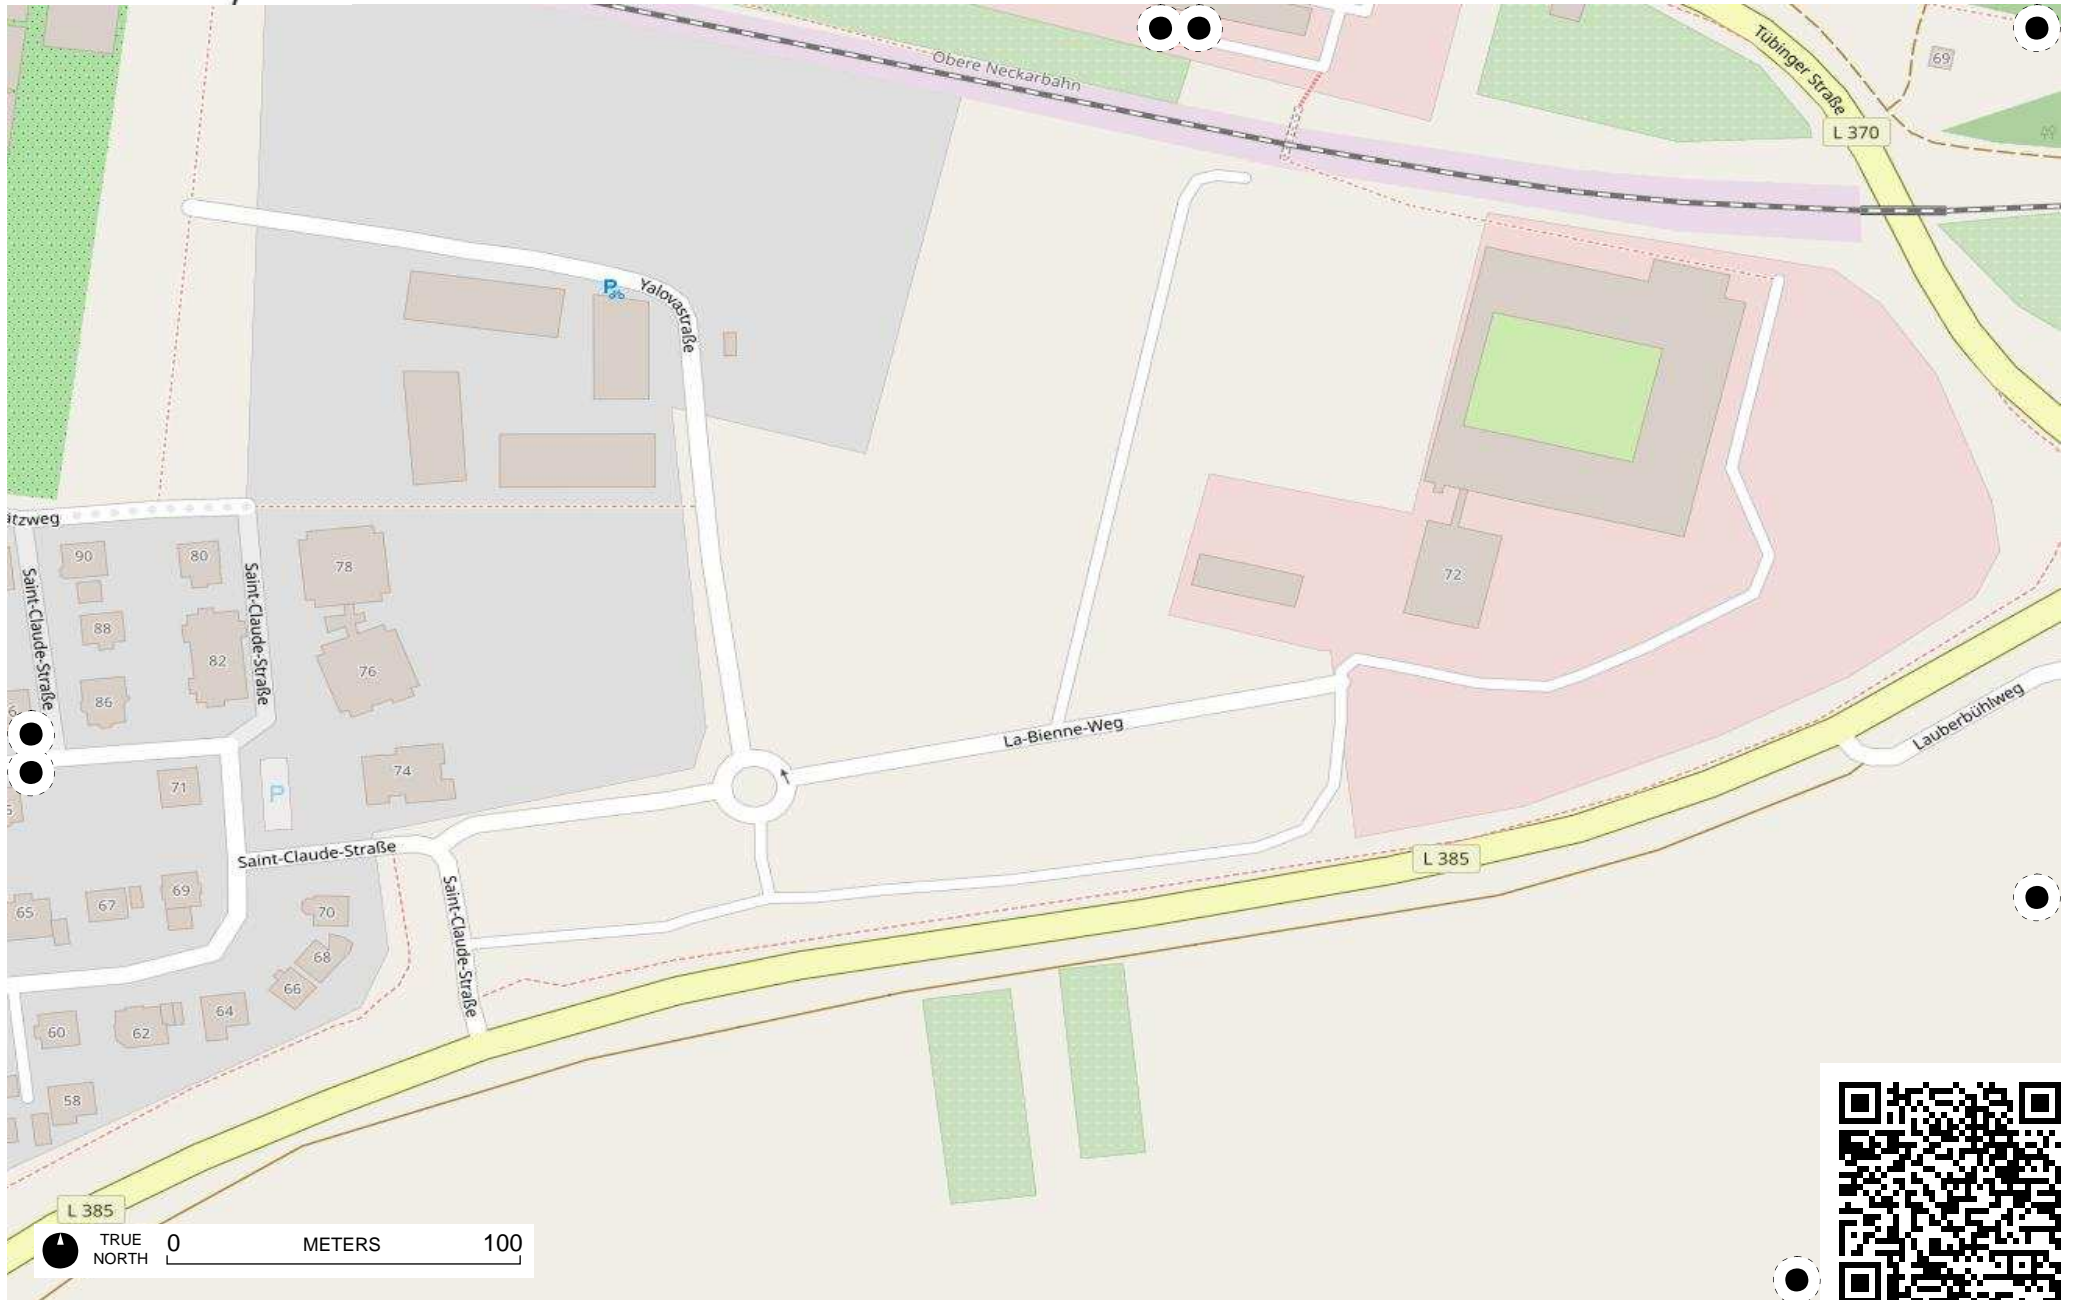 Obere Neckarbahn
Tübinger Straße
69
L 370
Yalovastraße
P
ätzweg
90
80
78
72
Saint-Claude-Straße
Saint-Claude-Straße
88
82
76
86
La-Bienne-Weg
Lauberbühlweg
74
71
P
Saint-Claude-Straße
L 385
69
67
65
70
Saint-Claude-Straße
68
66
64
62
60
58
L 385
TRUE
NORTH
0 METERS 100